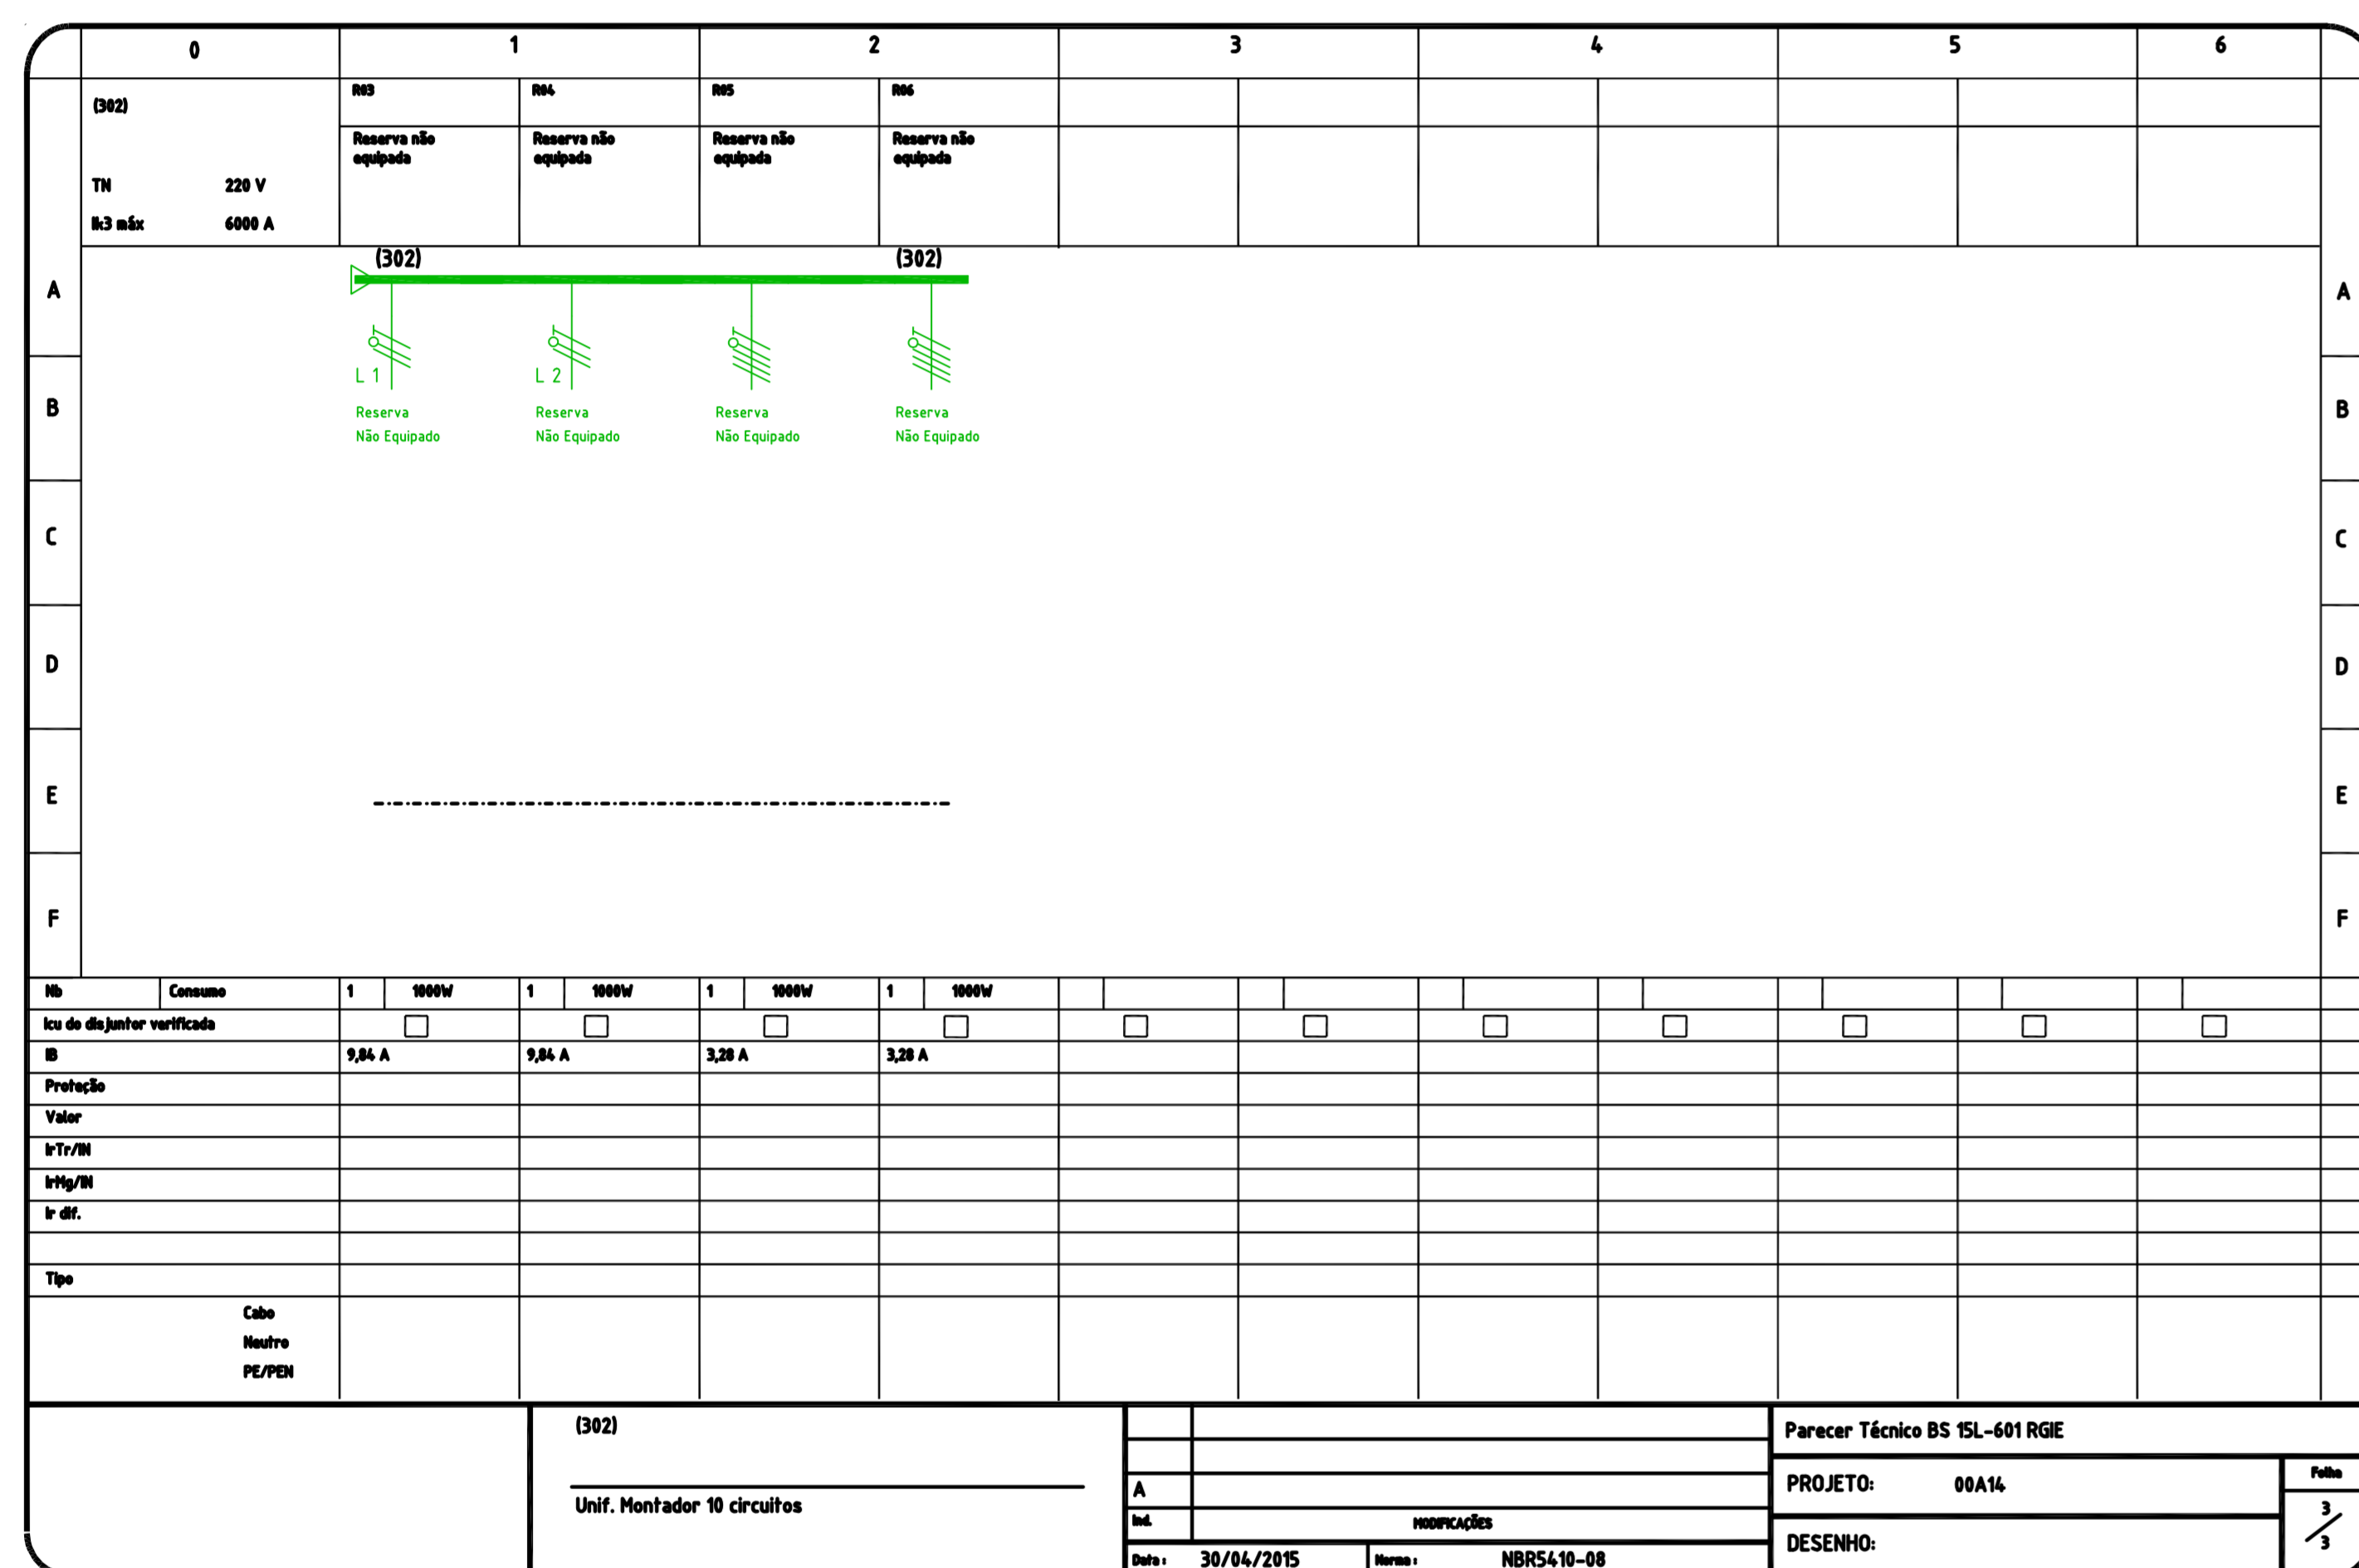 0 1 2 3 4 5 6
(302) R03 R04 R05 R06
Reserva não Reserva não Reserva não Reserva não
equipada equipada equipada equipada
TN 220 V
Ik3 máx 6000 A
(302) (302)
A A
L 1 L 2
B B
Reserva Reserva Reserva Reserva
Não Equipado Não Equipado Não Equipado Não Equipado
C C
D D
E E
F F
Nb Consumo 1 1000W 1 1000W 1 1000W 1 1000W
Icu do disjuntor verificada
IB 9,84 A 9,84 A 3,28 A 3,28 A
Proteção
Valor
IrTr/IN
IrMg/IN
Ir dif.
Tipo
Cabo
Neutro
PE/PEN
(302)
Unif. Montador 10 circuitos
A
Ind. MODIFICAÇÕES
Data : 30/04/2015 Norma : NBR5410-08
Parecer Técnico BS 15L-601 RGIE
PROJETO: 00A14
Folha
3/3
DESENHO: